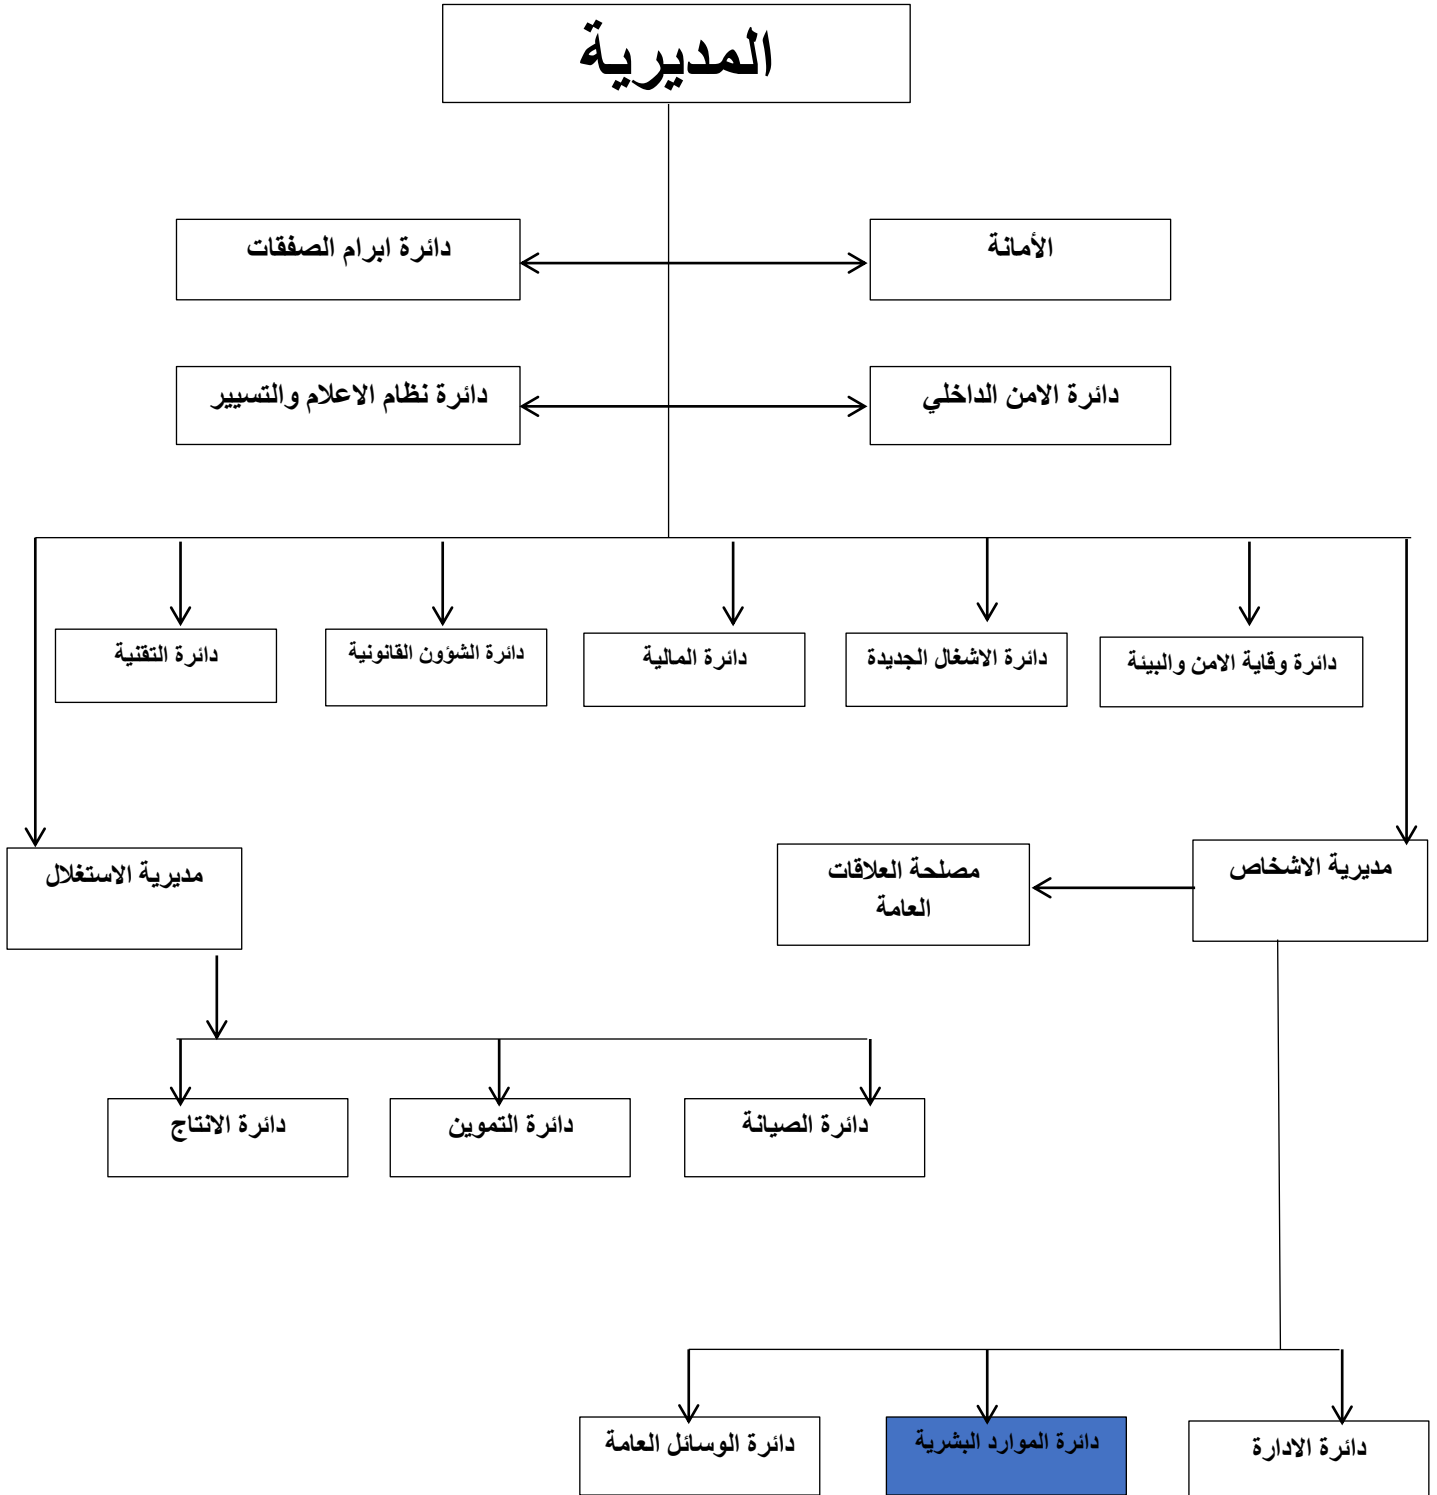 المديرية
الأمانة
دائرة ابرام الصفقات
دائرة الامن الداخلي
دائرة نظام الاعلام والتسيير
دائرة وقاية الامن والبيئة
دائرة الاشغال الجديدة
دائرة المالية
دائرة الشؤون القانونية
دائرة التقنية
مديرية الاشخاص
مصلحة العلاقات
العامة
مديرية الاستغلال
دائرة الصيانة
دائرة التموين
دائرة الانتاج
دائرة الادارة
دائرة الموارد البشرية
دائرة الوسائل العامة